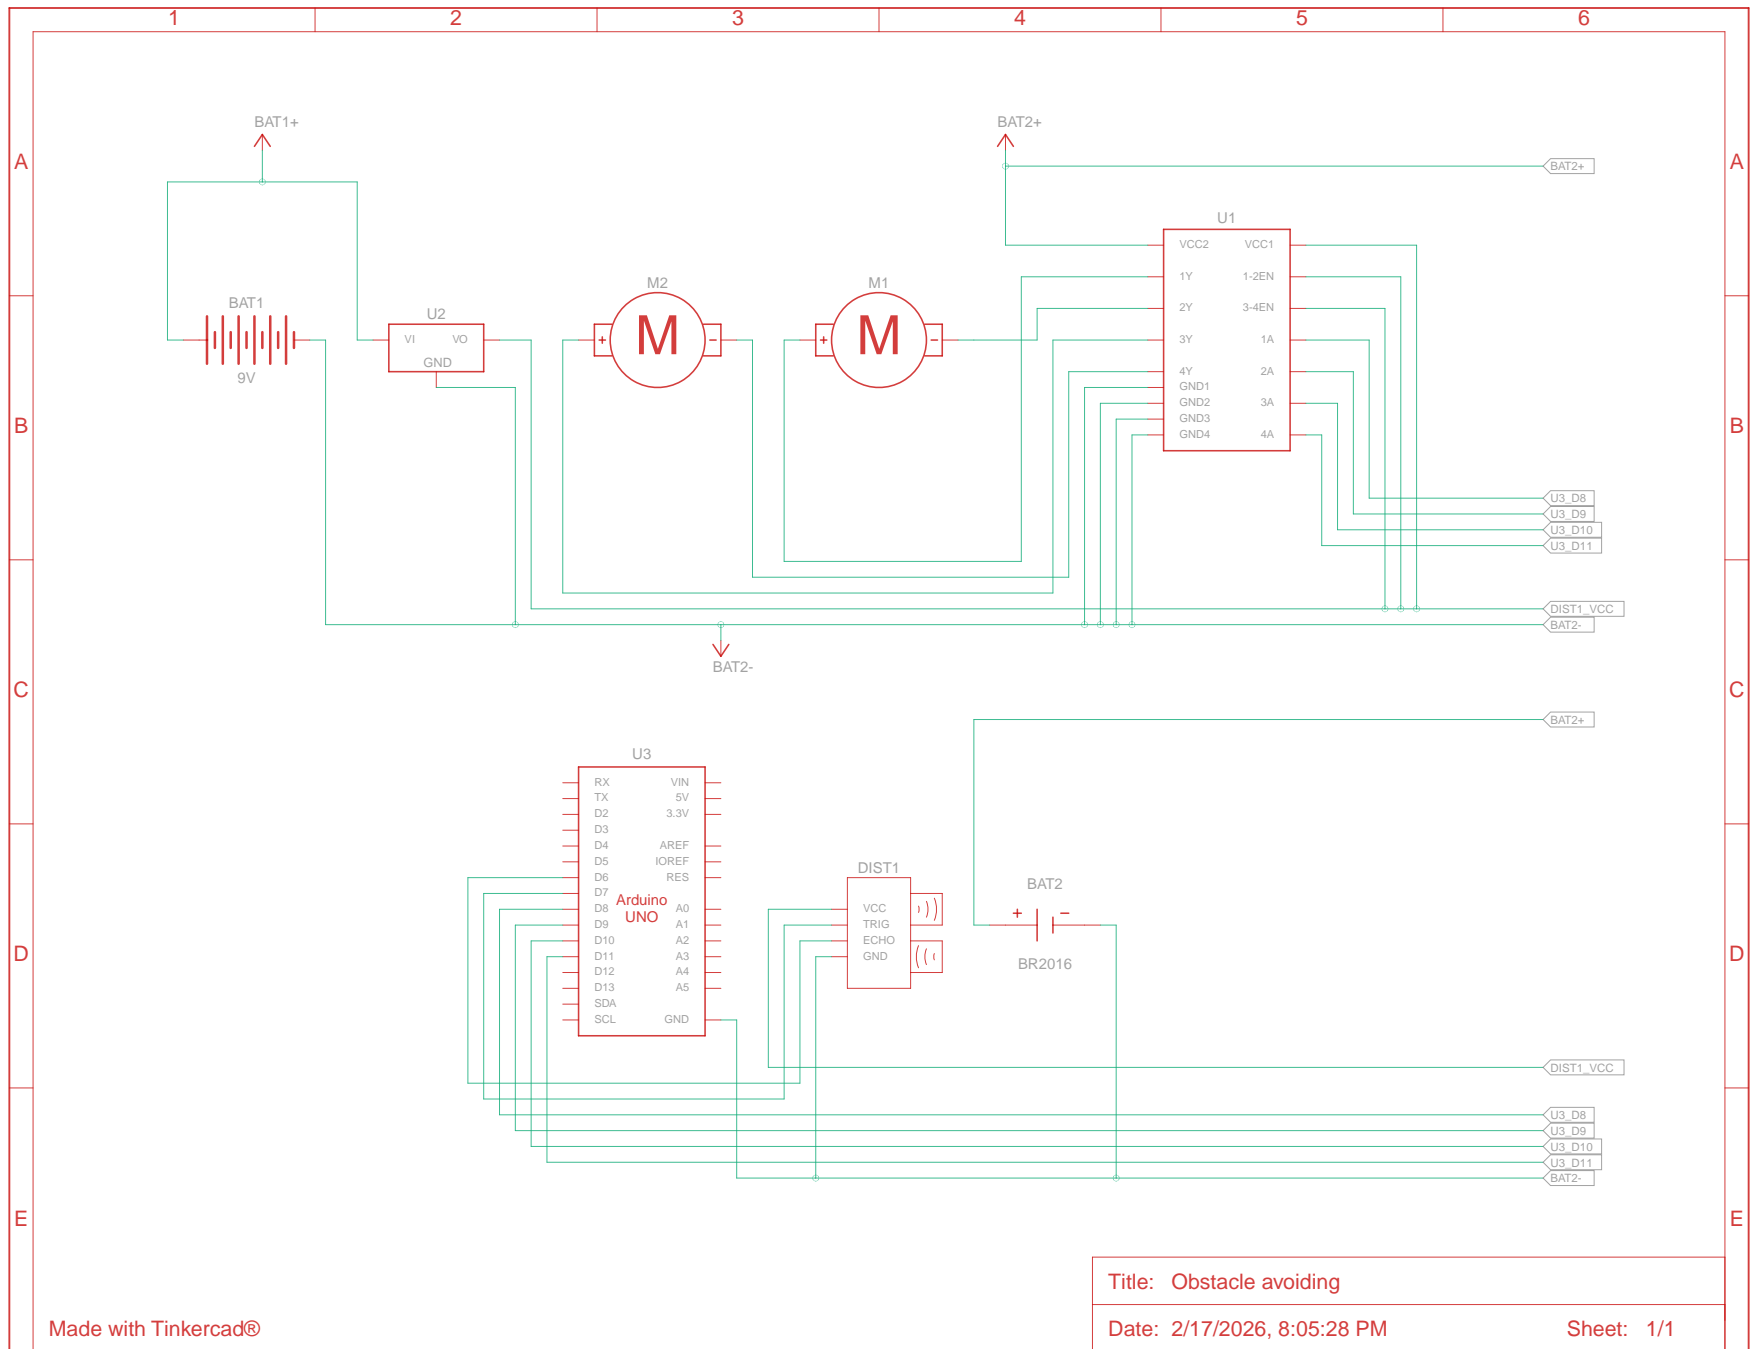 1 2 3 4 5 6
BAT1+ BAT2+
A A
BAT2+
U1
VCC2 VCC1
1Y 1-2EN
M2 M1
BAT1
2Y 3-4EN
U2
VI VO
+ M - + M -
3Y 1A
GND
9V
4Y 2A
GND1
GND2 3A
GND3
B B
GND4 4A
U3_D8
U3_D9
U3_D10
U3_D11
DIST1_VCC
BAT2-
BAT2-
C C
BAT2+
U3
RX VIN
TX 5V
D2 3.3V
D3
D4 AREF
D5 IOREF
DIST1
D6 RES
BAT2
D7
Arduino
UNO
D8 A0
VCC
+ -
D9 A1
TRIG
D10 A2
ECHO
D D
D11 A3
GND
BR2016
D12 A4
D13 A5
SDA
SCL GND
DIST1_VCC
U3_D8
U3_D9
U3_D10
U3_D11
BAT2-
E E
Title: Obstacle avoiding
Made with Tinkercad®
Date: 2/17/2026, 8:05:28 PM Sheet: 1/1